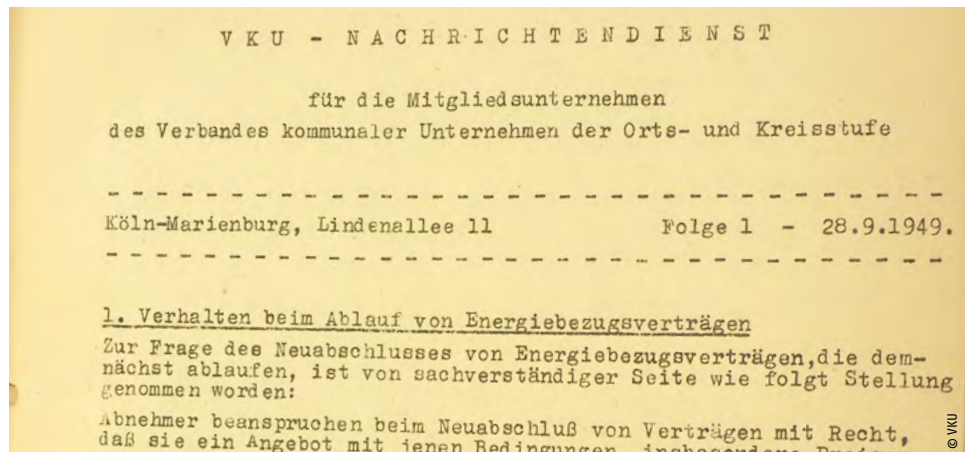 VKU - NACHRICHTENDIENST
für die Mitgliedsunternehmen
des Verbandes kommunaler Unternehmen der Orts- und Kreisstufe
Köln-Marienburg, Lindenallee 11 Folge 1 - 28.9.1949.
1. Verhalten beim Ablauf von Energiebezugsverträgen
Zur Frage des Neuabschlusses von Energiebezugsverträgen,die dem-
nächst ablaufen, ist von sachverständiger Seite wie folgt Stellung
genommen worden:
Abnehmer beanspruchen beim Neuabschluß von Verträgen mit Recht,
daß sie ein Angebot mit jenen Bedingungen, insbesondere
© VKU